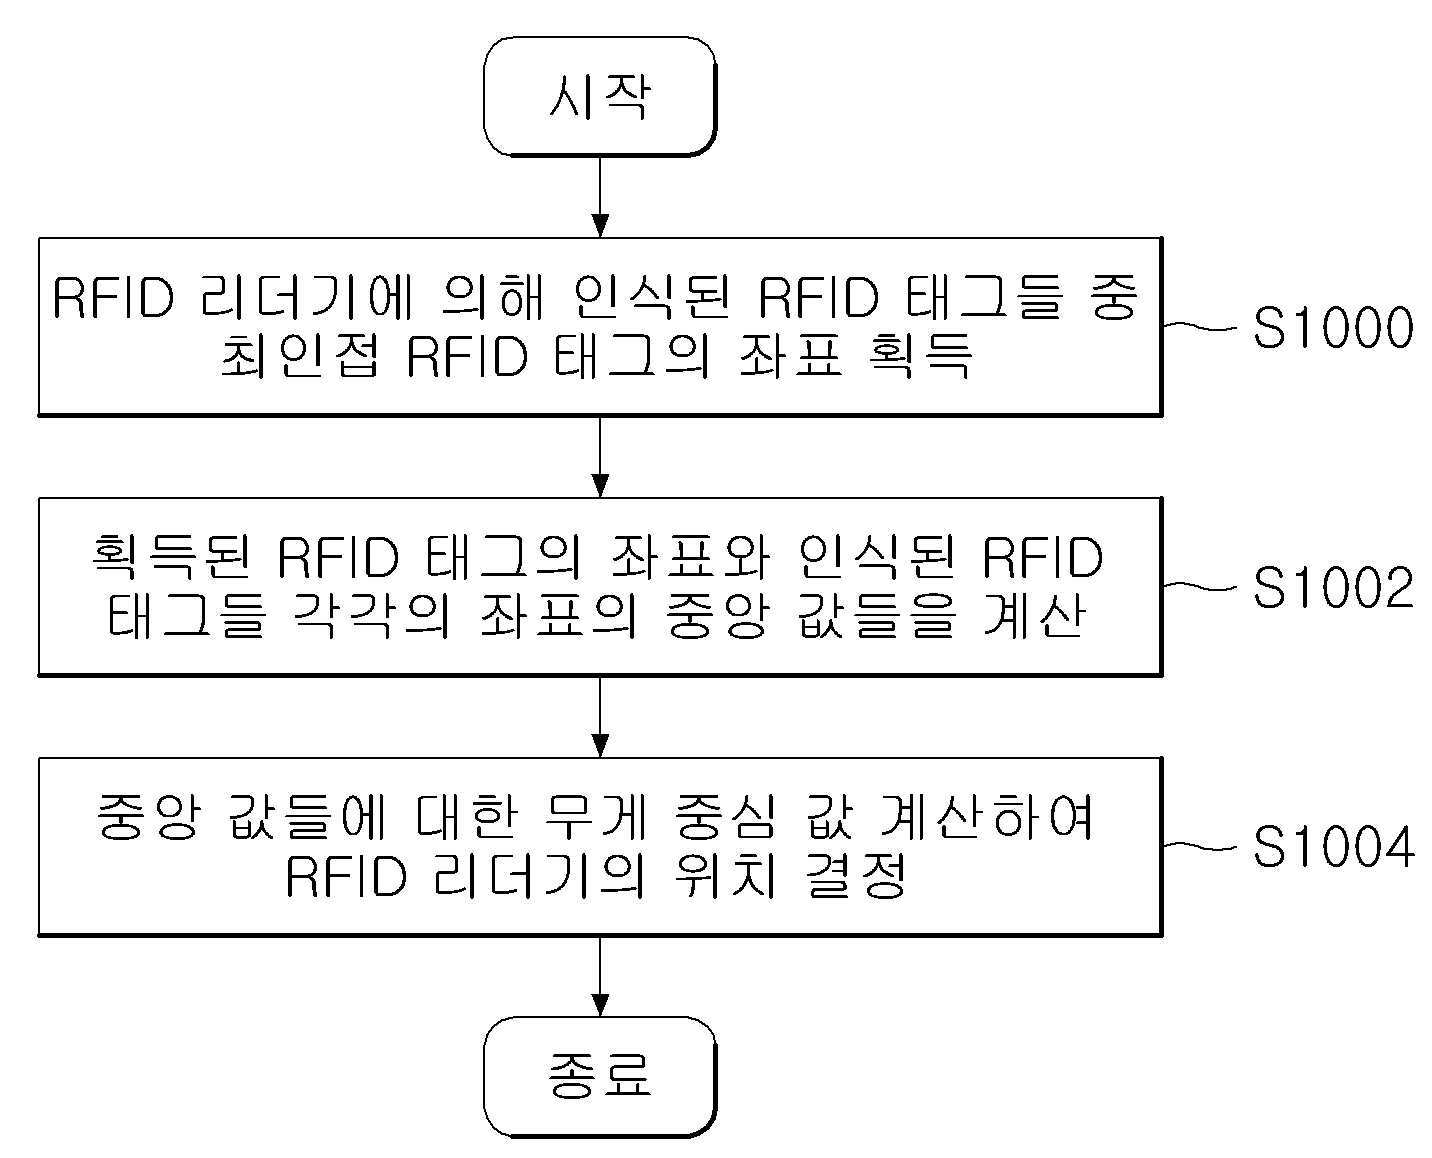 시작
RFID 리더기에 의해 인식된 RFID 태그들 중
최인접 RFID 태그의 좌표 획득
S1000
획득된 RFID 태그의 좌표와 인식된 RFID
태그들 각각의 좌표의 중앙 값들을 계산
S1002
중앙 값들에 대한 무게 중심 값 계산하여
RFID 리더기의 위치 결정
S1004
종료